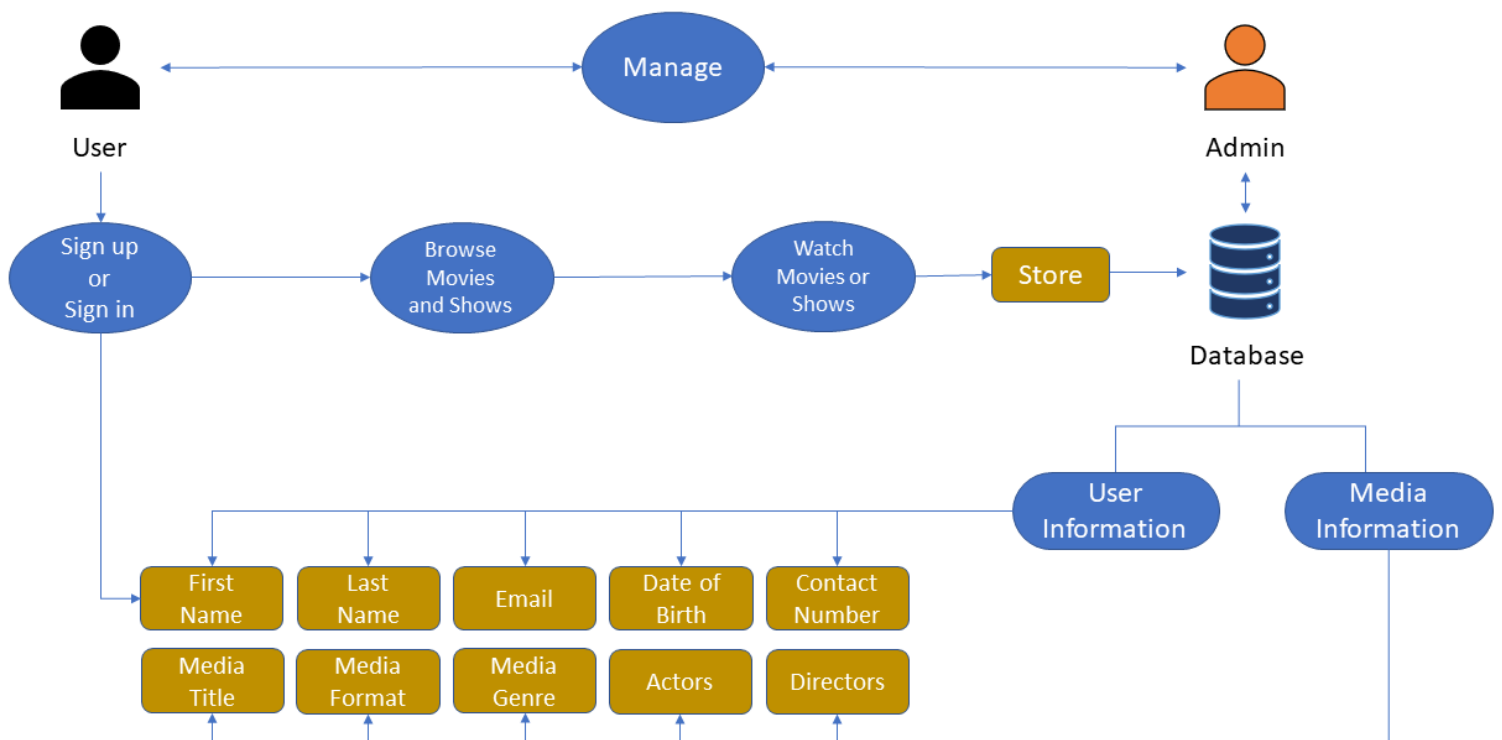 Manage
User
Admin
Sign up
or
Sign in
Browse
Movies
and Shows
Watch
Movies or
Shows
Store
Database
User
Information
Media
Information
First
Name
Last
Name
Email
Date of
Birth
Contact
Number
Media
Title
Media
Format
Media
Genre
Actors
Directors